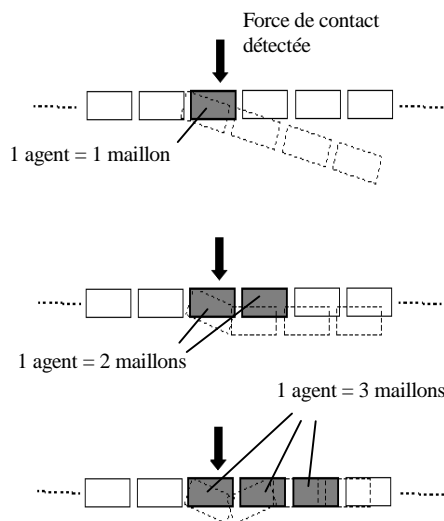 Force de contact
détectée
1 agent = 1 maillon
1 agent = 2 maillons
1 agent = 3 maillons